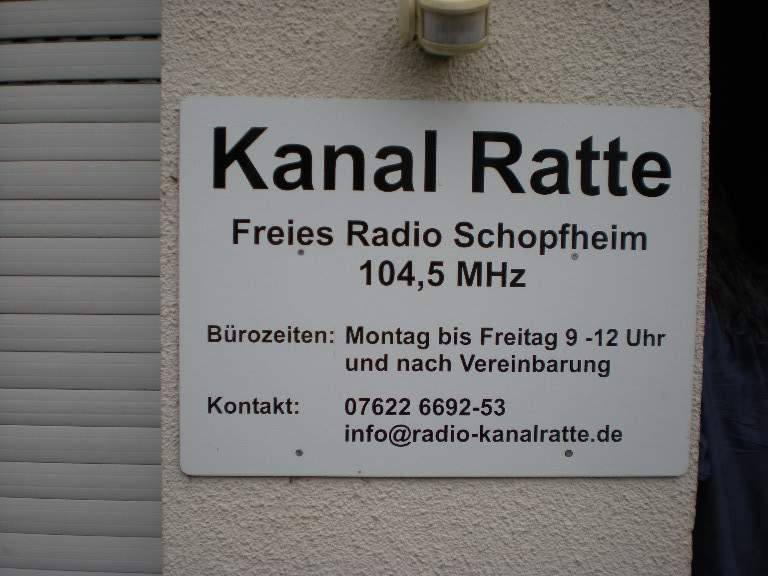 Kanal Ratte
Freies Radio Schopfheim
104,5 MHz
Bürozeiten: Montag bis Freitag 9 -12 Uhr
und nach Vereinbarung
Kontakt: 07622 6692-53
info@radio-kanalratte.de